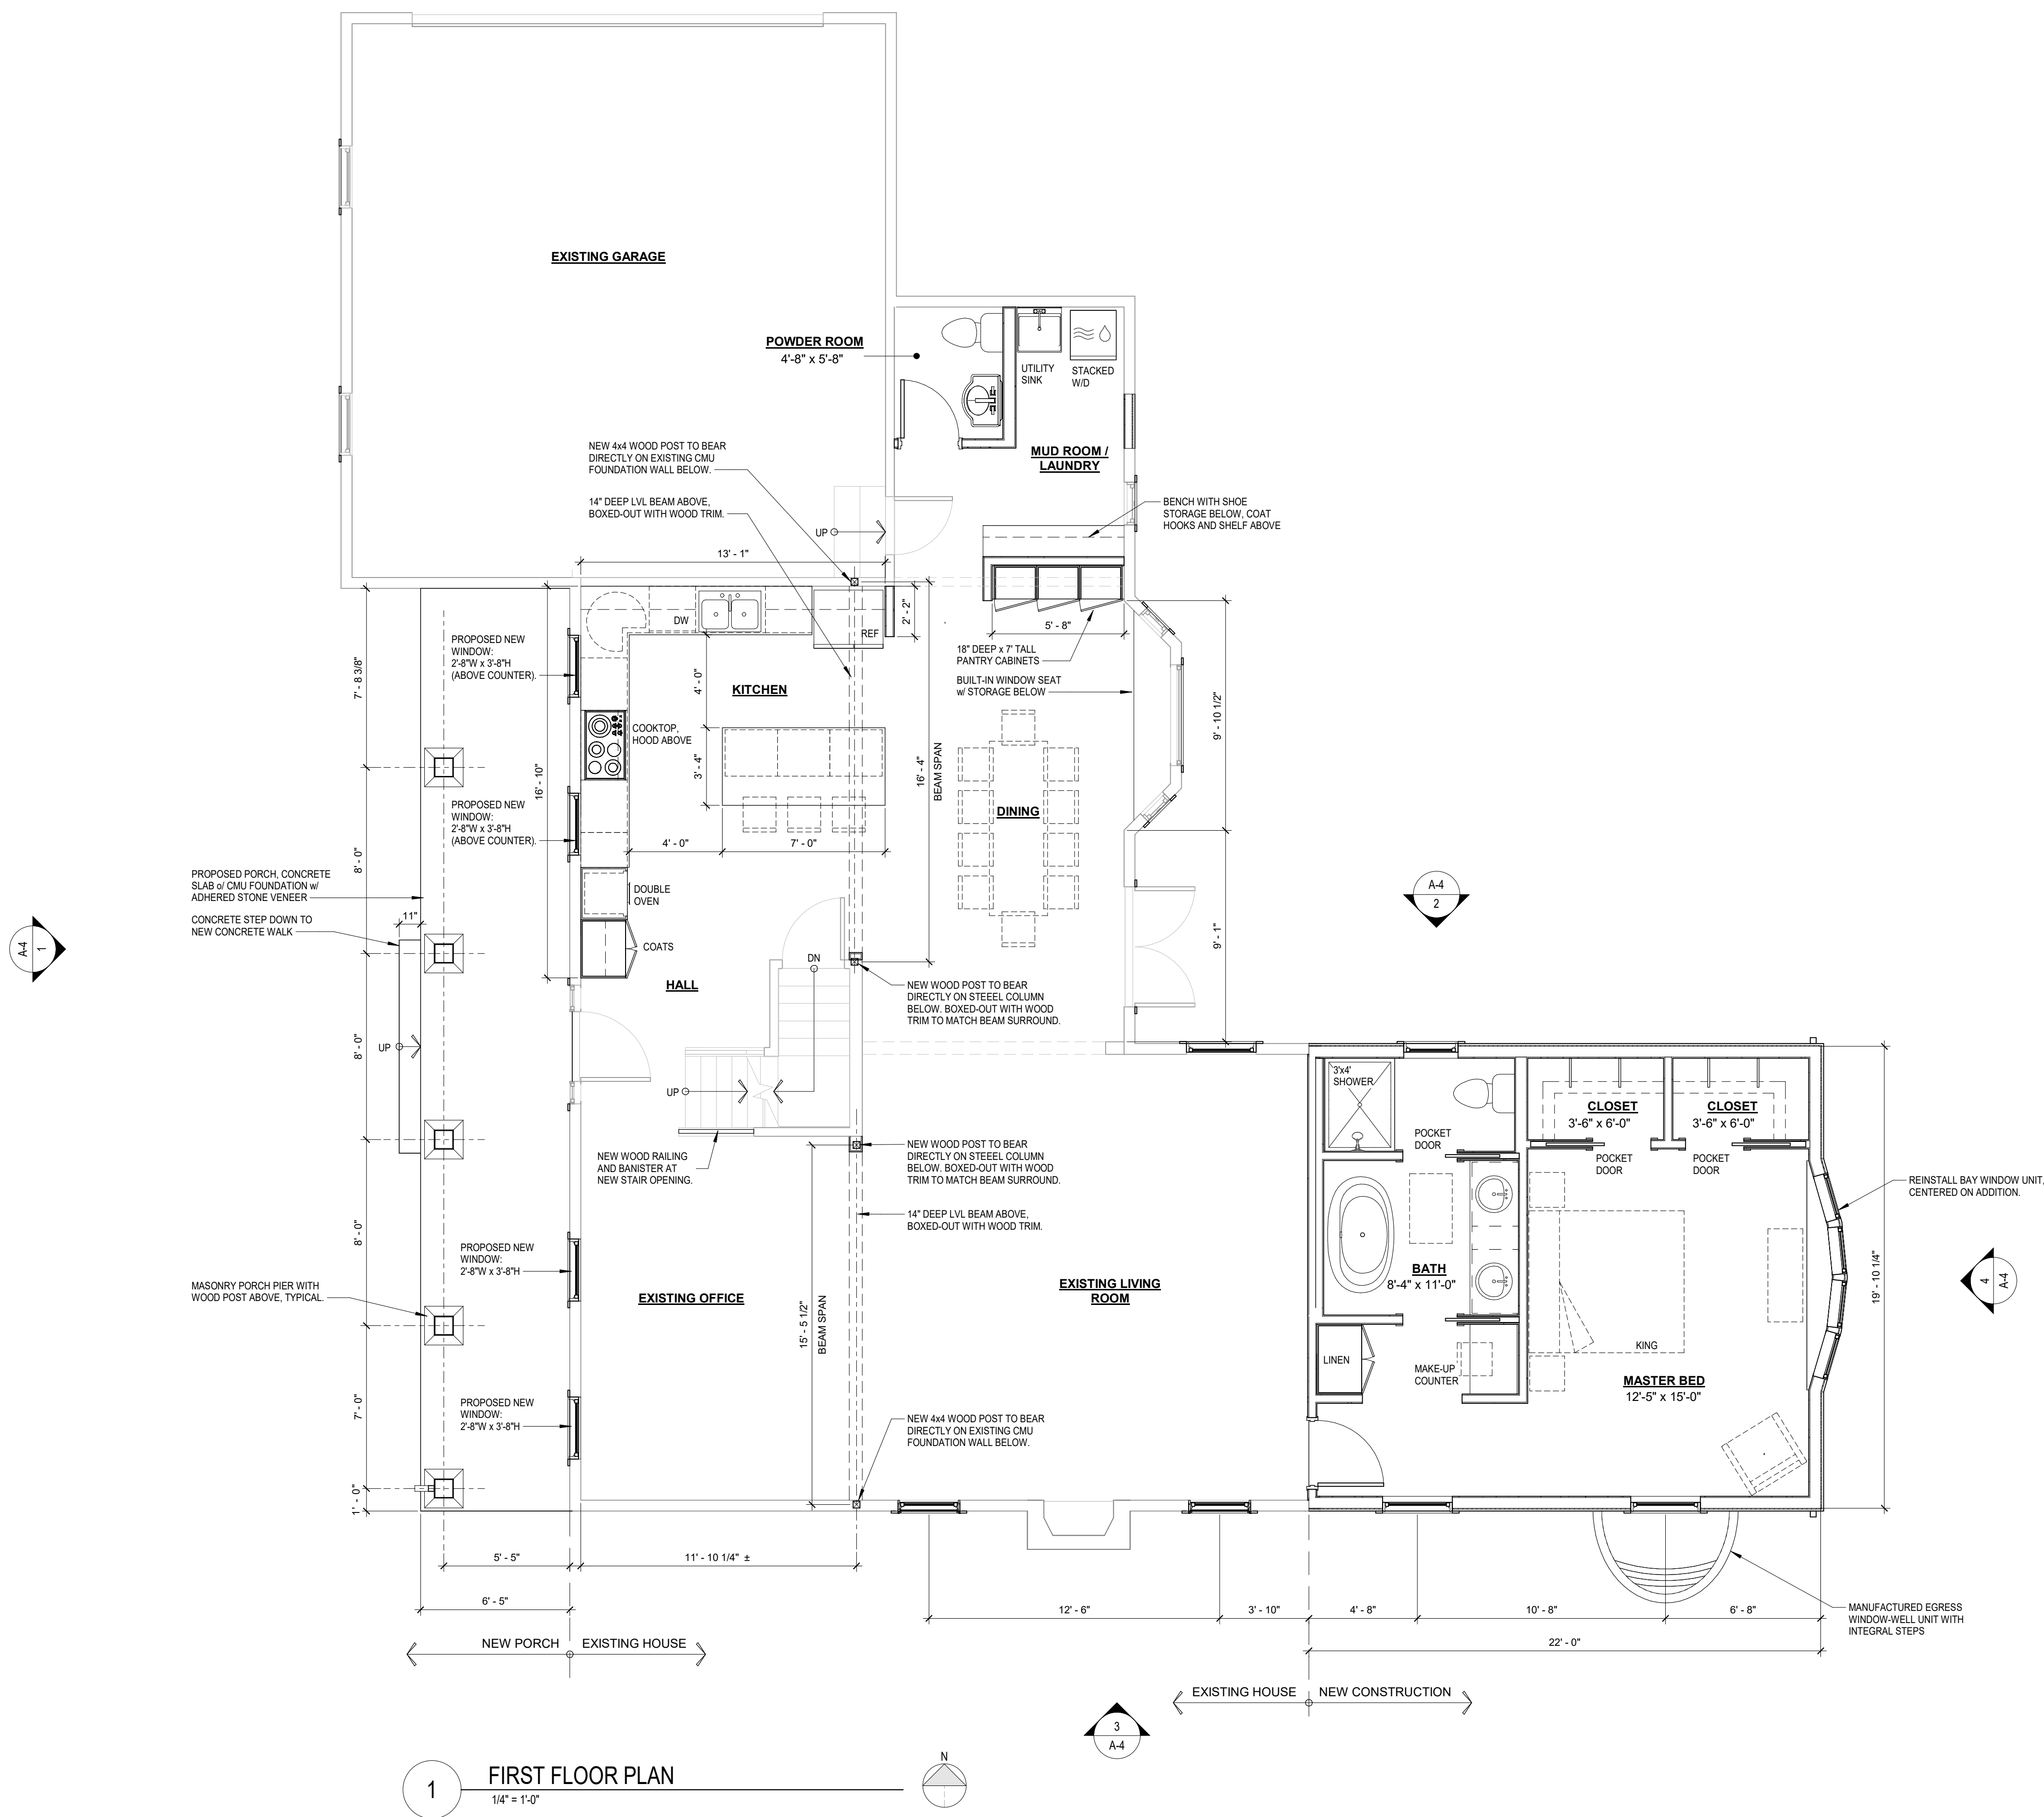 EXISTING GARAGE
POWDER ROOM
4'-8" x 5'-8"
UTILITY
SINK
STACKED
W/D
NEW 4x4 WOOD POST TO BEAR
DIRECTLY ON EXISTING CMU
FOUNDATION WALL BELOW.
MUD ROOM /
LAUNDRY
14" DEEP LVL BEAM ABOVE,
BOXED-OUT WITH WOOD TRIM.
BENCH WITH SHOE
STORAGE BELOW, COAT
HOOKS AND SHELF ABOVE
UP
13' - 1"
2' - 2"
DW
REF
5' - 8"
PROPOSED NEW
WINDOW:
2'-8"W x 3'-8"H
(ABOVE COUNTER).
18" DEEP x 7' TALL
PANTRY CABINETS
BUILT-IN WINDOW SEAT
w/ STORAGE BELOW
7' - 8 3/8"
4' - 0"
KITCHEN
9' - 10 1/2"
COOKTOP,
HOOD ABOVE
3' - 4"
16' - 10"
16' - 4"
BEAM SPAN
PROPOSED NEW
WINDOW:
2'-8"W x 3'-8"H
(ABOVE COUNTER).
DINING
4' - 0"
7' - 0"
8' - 0"
PROPOSED PORCH, CONCRETE
SLAB o/ CMU FOUNDATION w/
ADHERED STONE VENEER
DOUBLE
OVEN
A-4
2
CONCRETE STEP DOWN TO
NEW CONCRETE WALK
11"
9' - 1"
A-4
1
COATS
DN
HALL
NEW WOOD POST TO BEAR
DIRECTLY ON STEEEL COLUMN
BELOW. BOXED-OUT WITH WOOD
TRIM TO MATCH BEAM SURROUND.
8' - 0"
UP
UP
3'x4'
SHOWER
CLOSET
3'-6" x 6'-0"
CLOSET
3'-6" x 6'-0"
POCKET
DOOR
POCKET
DOOR
POCKET
DOOR
NEW WOOD RAILING
AND BANISTER AT
NEW STAIR OPENING.
NEW WOOD POST TO BEAR
DIRECTLY ON STEEEL COLUMN
BELOW. BOXED-OUT WITH WOOD
TRIM TO MATCH BEAM SURROUND.
REINSTALL BAY WINDOW UNIT,
CENTERED ON ADDITION.
14" DEEP LVL BEAM ABOVE,
BOXED-OUT WITH WOOD TRIM.
8' - 0"
PROPOSED NEW
WINDOW:
2'-8"W x 3'-8"H
MASONRY PORCH PIER WITH
WOOD POST ABOVE, TYPICAL.
EXISTING OFFICE
EXISTING LIVING
ROOM
BATH
8'-4" x 11'-0"
19' - 10 1/4"
4
A-4
15' - 5 1/2"
BEAM SPAN
KING
LINEN
MAKE-UP
COUNTER
MASTER BED
12'-5" x 15'-0"
7' - 0"
PROPOSED NEW
WINDOW:
2'-8"W x 3'-8"H
NEW 4x4 WOOD POST TO BEAR
DIRECTLY ON EXISTING CMU
FOUNDATION WALL BELOW.
1' - 0"
5' - 5"
11' - 10 1/4" ±
6' - 5"
12' - 6"
3' - 10"
4' - 8"
10' - 8"
6' - 8"
MANUFACTURED EGRESS
WINDOW-WELL UNIT WITH
INTEGRAL STEPS
22' - 0"
NEW PORCH
EXISTING HOUSE
EXISTING HOUSE
NEW CONSTRUCTION
3
A-4
1
FIRST FLOOR PLAN
1/4" = 1'-0"
N